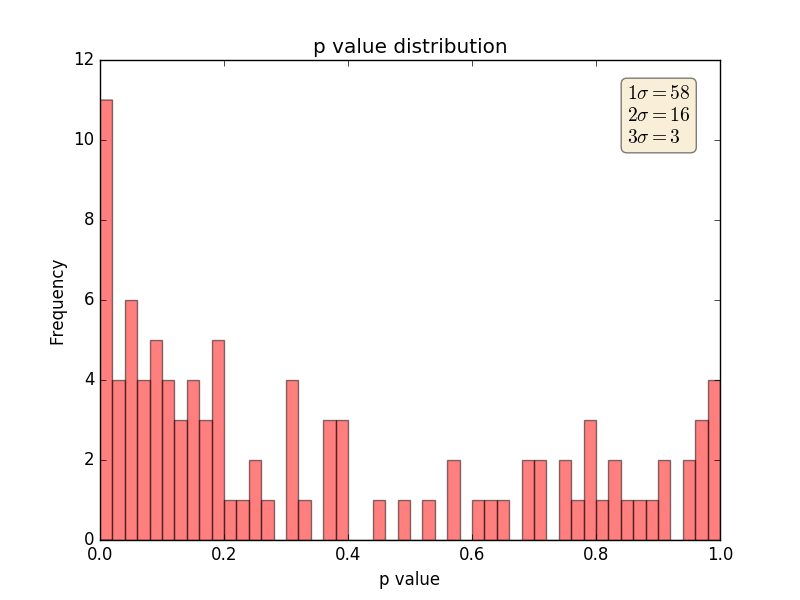 p value distribution
1σ = 58
2σ = 16
3σ = 3
12
10
8
6
4
2
0
Frequency
0.0 0.2 0.4 0.6 0.8 1.0
p value